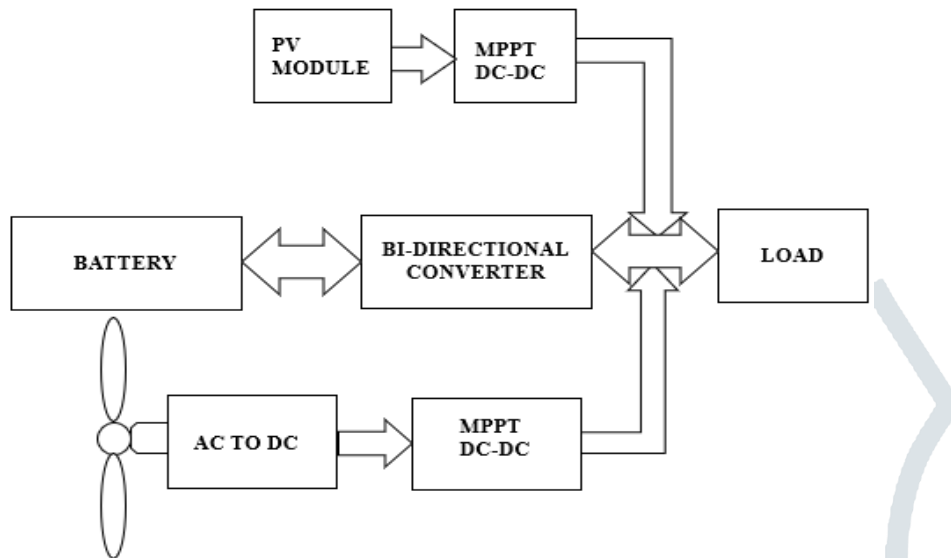 PV
MODULE
MPPT
DC-DC
BATTERY
BI-DIRECTIONAL
CONVERTER
LOAD
AC TO DC
MPPT
DC-DC